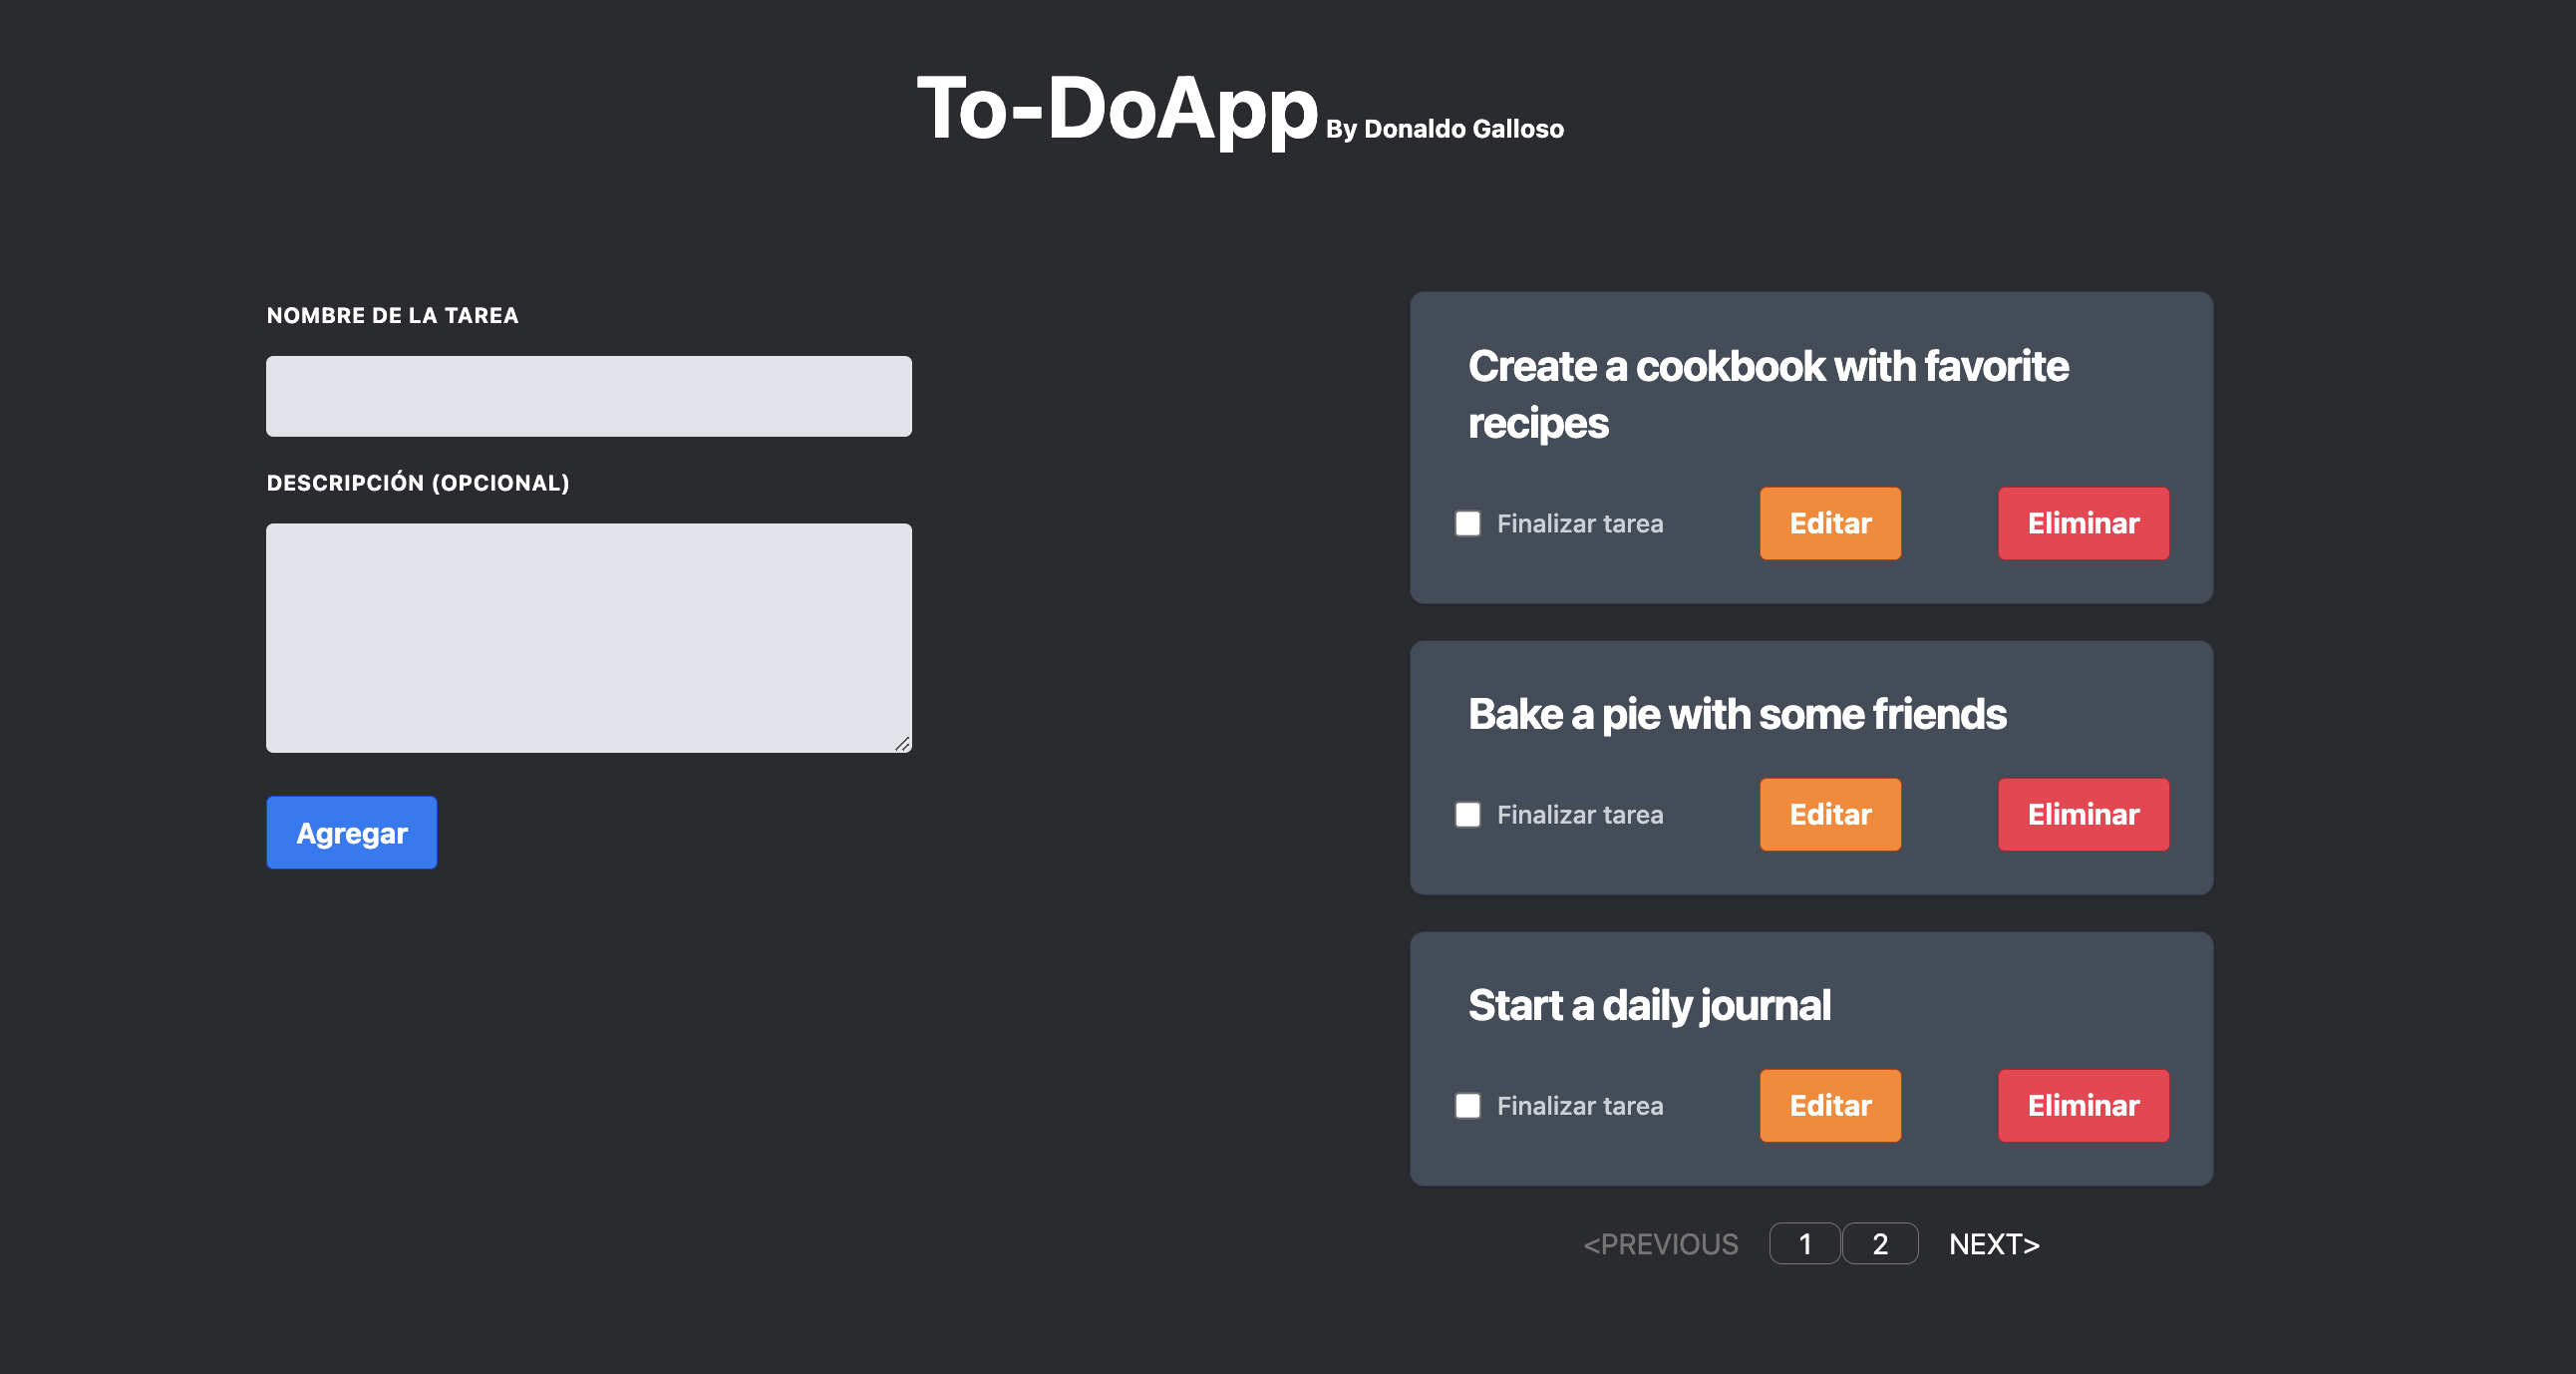 To-DoApp By Donaldo Galloso
NOMBRE DE LA TAREA
DESCRIPCIÓN (OPCIONAL)
Agregar
Create a cookbook with favorite
recipes
Finalizar tarea
Editar
Eliminar
Bake a pie with some friends
Finalizar tarea
Editar
Eliminar
Start a daily journal
Finalizar tarea
Editar
Eliminar
<PREVIOUS 1 2 NEXT>